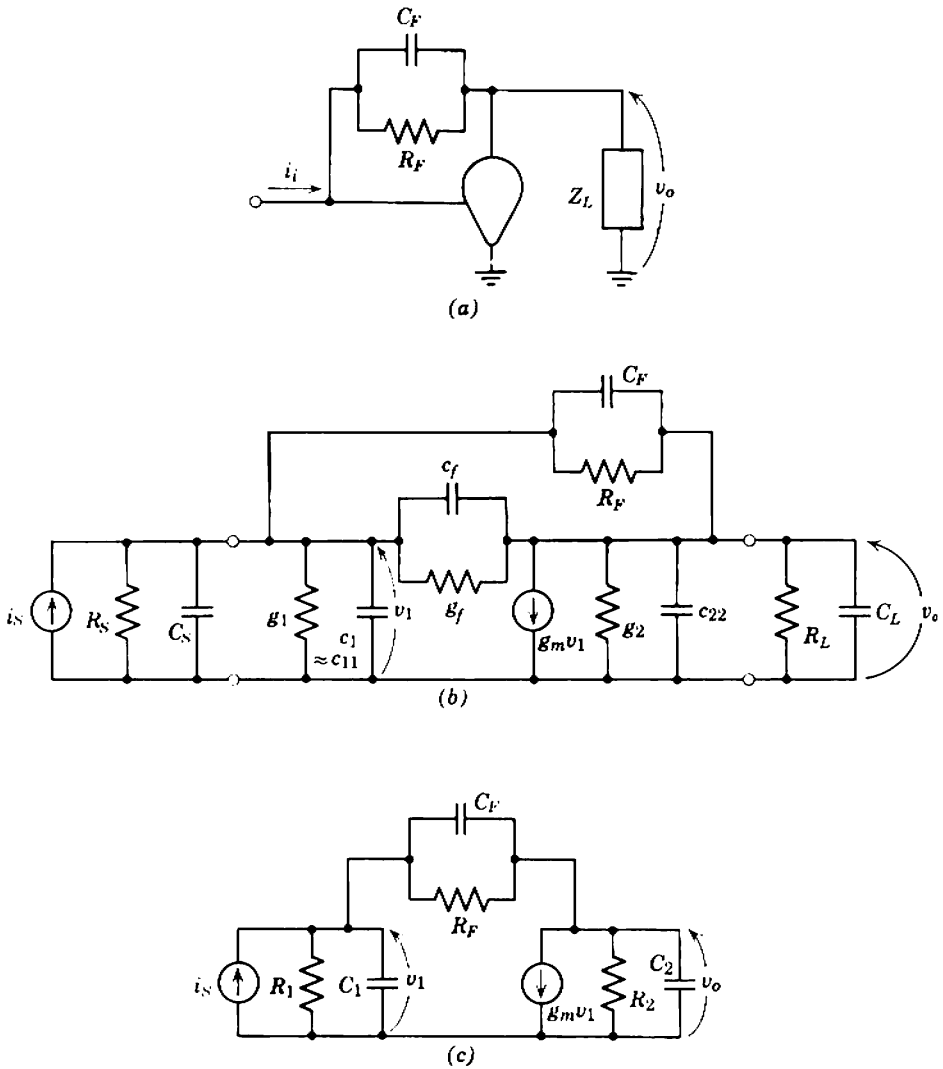 C_F
R_F
i_i
Z_L
v_o
(a)
C_F
R_F
c_f
g_f
i_S
R_S
C_S
g_1
c_1
≈ c_11
v_1
g_m v_1
g_2
c_22
R_L
C_L
v_o
(b)
C_F
R_F
i_S
R_1
C_1
v_1
g_m v_1
R_2
C_2
v_o
(c)